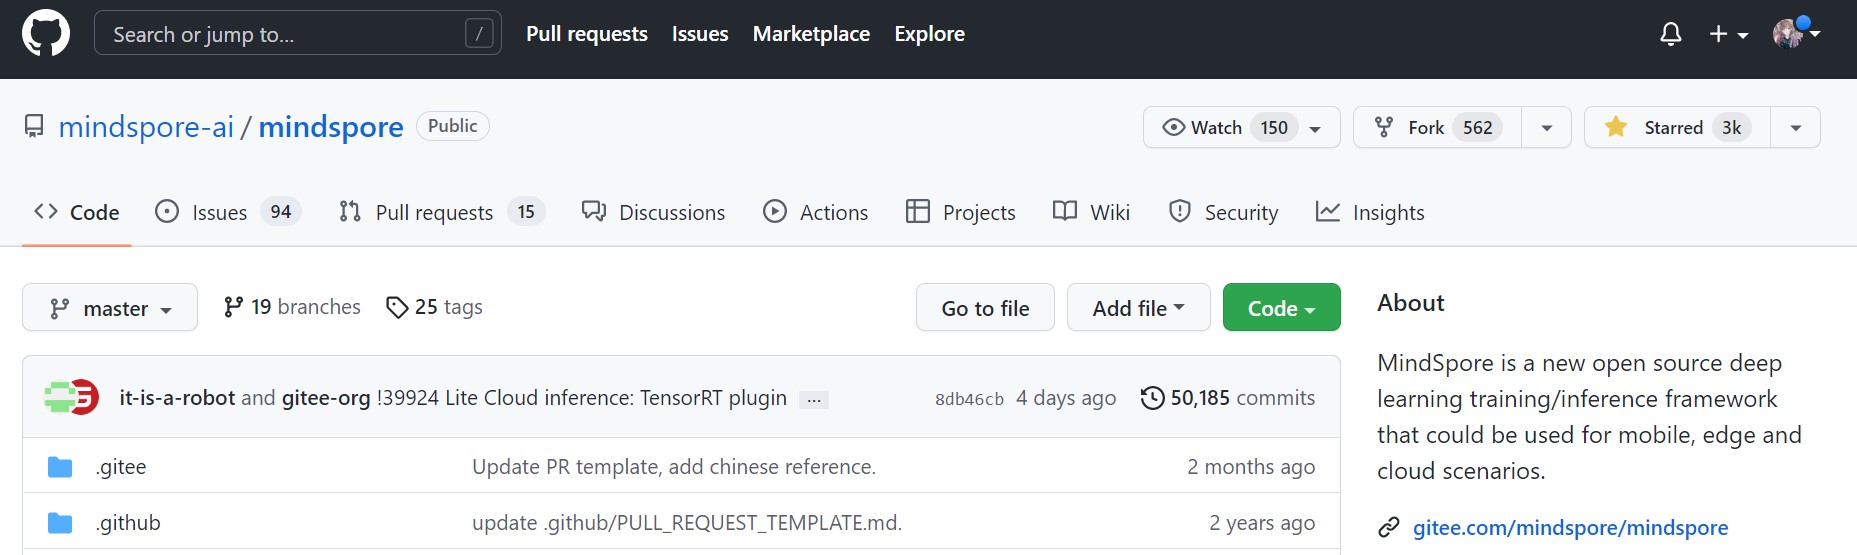 Search or jump to... / Pull requests Issues Marketplace Explore
mindspore-ai / mindspore Public Watch 150 Fork 562 Starred 3k
Code Issues 94 Pull requests 15 Discussions Actions Projects Wiki Security Insights
master 19 branches 25 tags Go to file Add file Code
it-is-a-robot and gitee-org !39924 Lite Cloud inference: TensorRT plugin ... 8db46cb 4 days ago 50,185 commits
.gitee Update PR template, add chinese reference. 2 months ago
.github update .github/PULL_REQUEST_TEMPLATE.md. 2 years ago
About
MindSpore is a new open source deep
learning training/inference framework
that could be used for mobile, edge and
cloud scenarios.
gitee.com/mindspore/mindspore